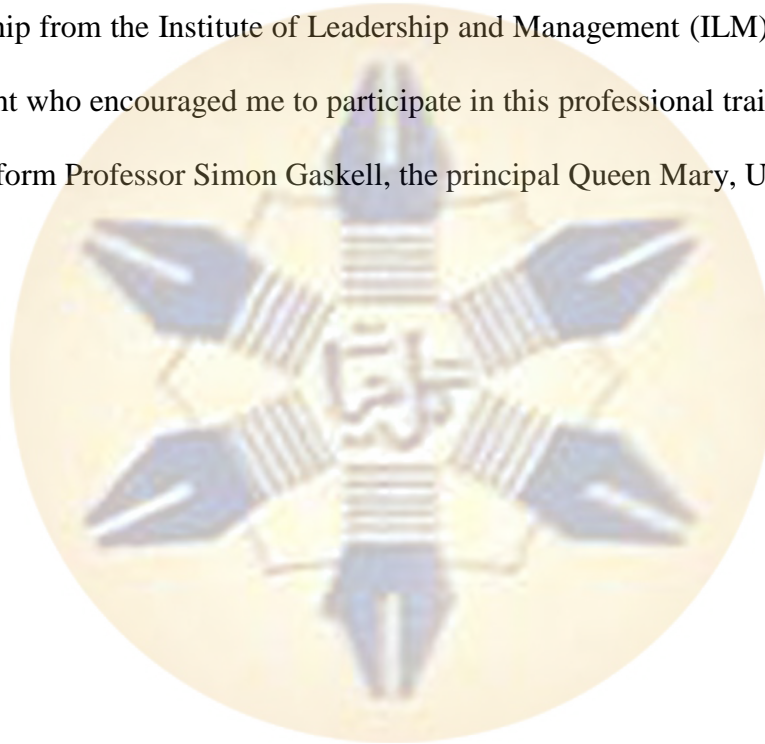 hip from the Institute of Leadership and Management (ILM)
nt who encouraged me to participate in this professional trai
form Professor Simon Gaskell, the principal Queen Mary, U